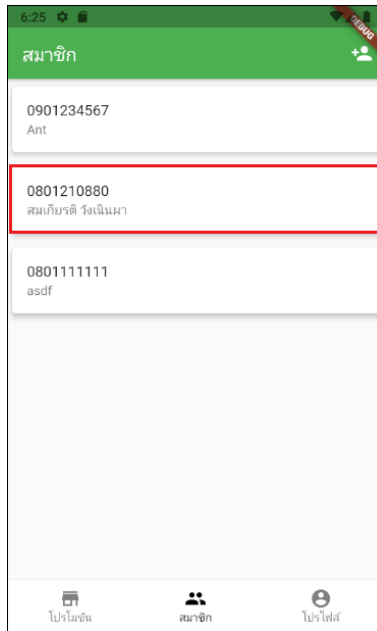 6:25
DEBUG
สมาชิก
0901234567
Ant
0801210880
สมเกียรติ วังเนินผา
0801111111
asdf
โปรโมชัน
สมาชิก
โปรไฟล์